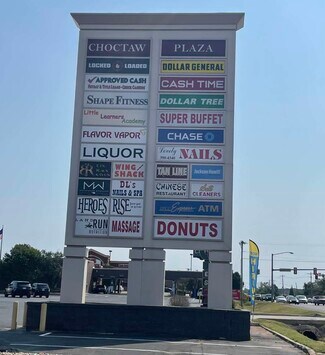 CHOCTAW PLAZA
LOCKED & LOADED
DOLLAR GENERAL
APPROVED CASH
CASH TIME
SHAPE FITNESS
DOLLAR TREE
Little Learners Academy
SUPER BUFFET
FLAVOR VAPOR
CHASE
LIQUOR
Lovely NAILS
WING SHACK
TAN LINE
DL'S
NAILS & SPA
CHINESE
RESTAURANT
CLEANERS
HEROES
RISE
ATM
RUN
MASSAGE
DONUTS